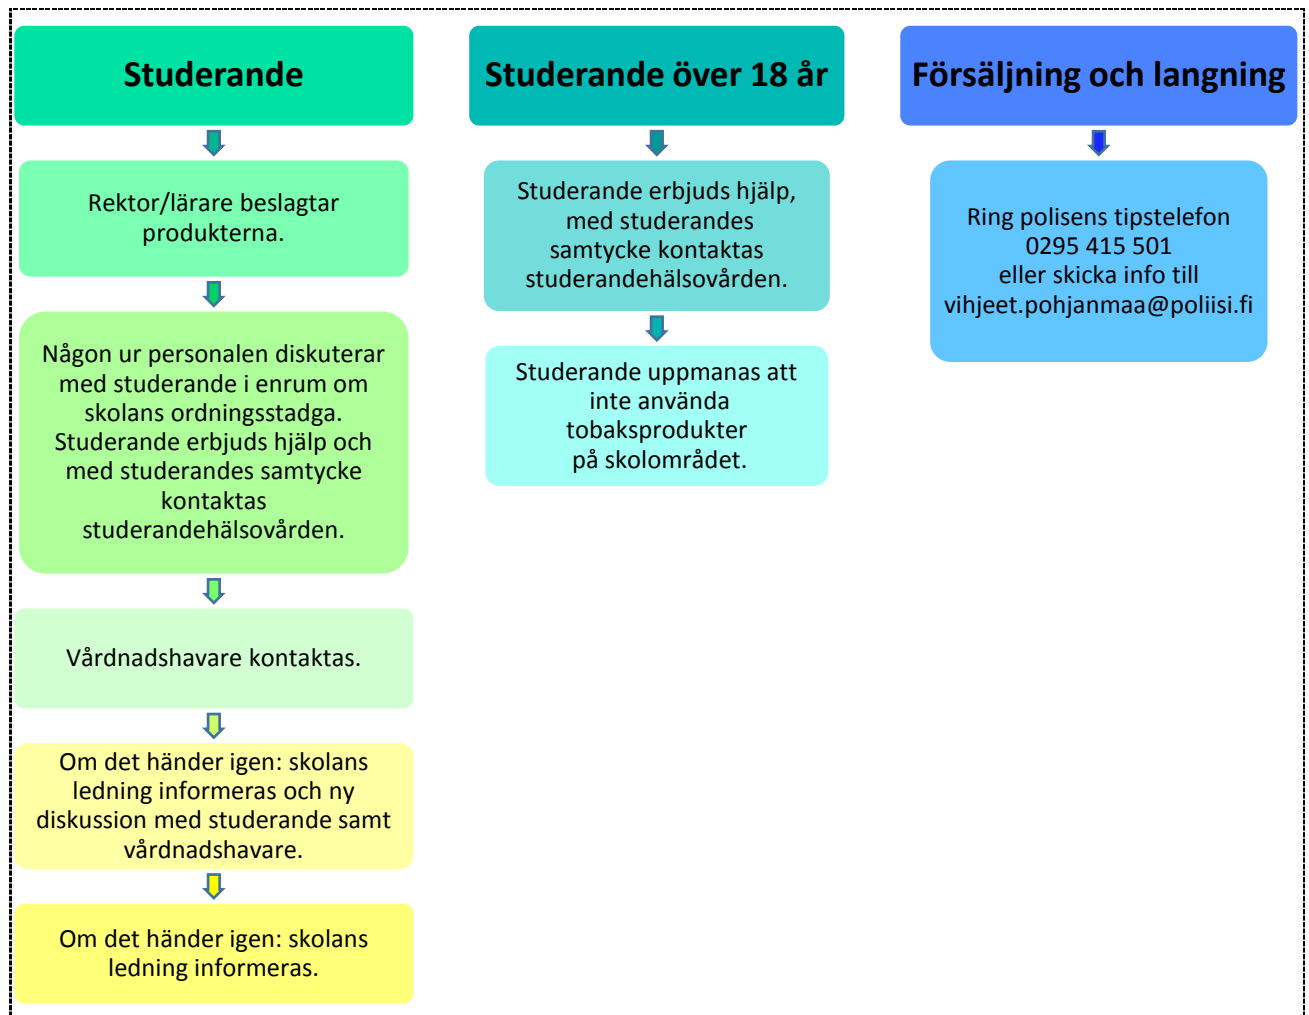 Studerande
Rektor/lärare beslagtar
produkterna.
Någon ur personalen diskuterar
med studerande i enrum om
skolans ordningsstadga.
Studerande erbjuds hjälp och
med studerandes samtycke
kontaktas
studerandehälsovården.
Vårdnadshavare kontaktas.
Om det händer igen: skolans
ledning informeras och ny
diskussion med studerande samt
vårdnadshavare.
Om det händer igen: skolans
ledning informeras.
Studerande över 18 år
Studerande erbjuds hjälp,
med studerandes
samtycke kontaktas
studerandehälsovården.
Studerande uppmanas att
inte använda
tobaksprodukter
på skolområdet.
Försäljning och langning
Ring polisens tipstelefon
0295 415 501
eller skicka info till
vihjeet.pohjanmaa@poliisi.fi